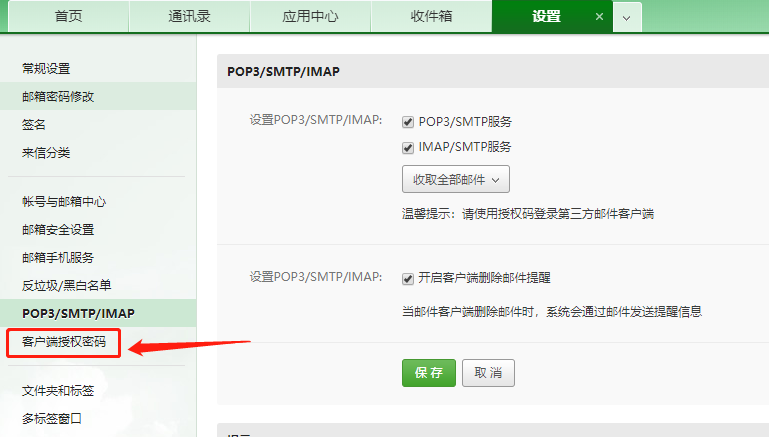 首页 通讯录 应用中心 收件箱 设置
常规设置
邮箱密码修改
签名
来信分类
帐号与邮箱中心
邮箱安全设置
邮箱手机服务
反垃圾/黑白名单
POP3/SMTP/IMAP
客户端授权密码
文件夹和标签
多标签窗口
POP3/SMTP/IMAP
设置POP3/SMTP/IMAP: POP3/SMTP服务
IMAP/SMTP服务
收取全部邮件
温馨提示：请使用授权码登录第三方邮件客户端
设置POP3/SMTP/IMAP: 开启客户端删除邮件提醒
当邮件客户端删除邮件时，系统会通过邮件发送提醒信息
保存 取消